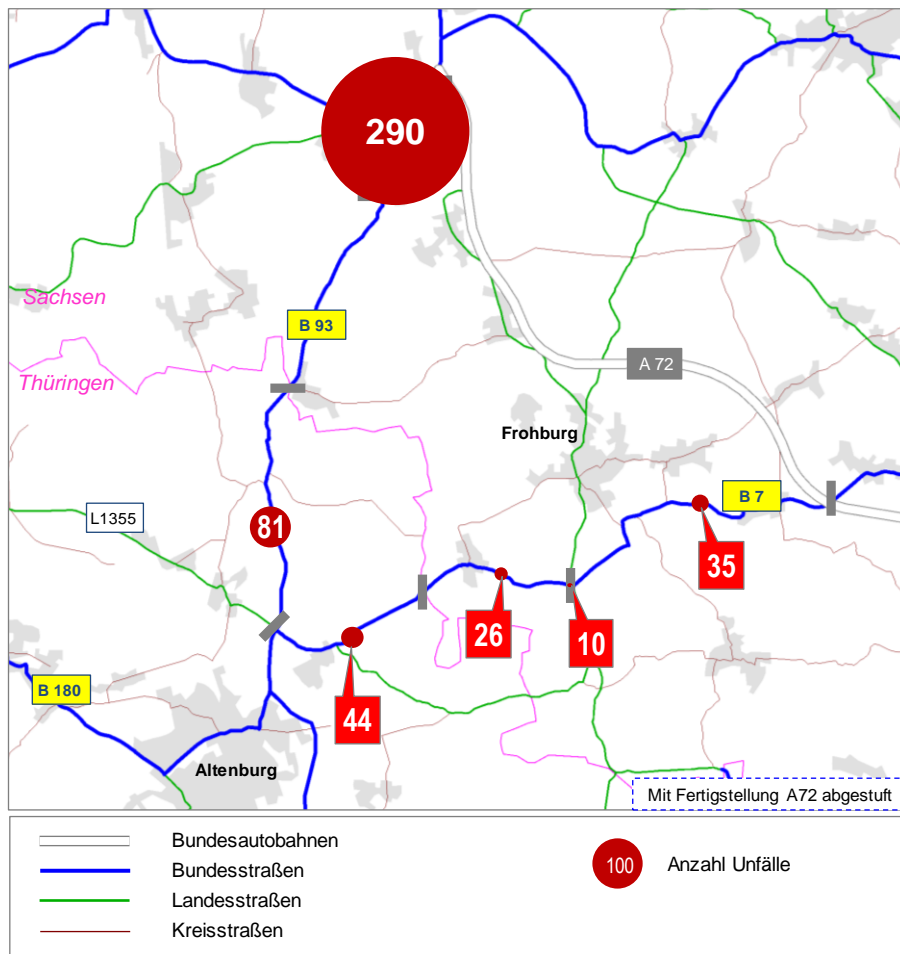 290
Sachsen
B 93
Thüringen
A 72
Frohburg
L1355
81
B 7
35
26
10
44
B 180
Altenburg
Mit Fertigstellung A72 abgestuft
Bundesautobahnen
Bundesstraßen
Landesstraßen
Kreisstraßen
100 Anzahl Unfälle